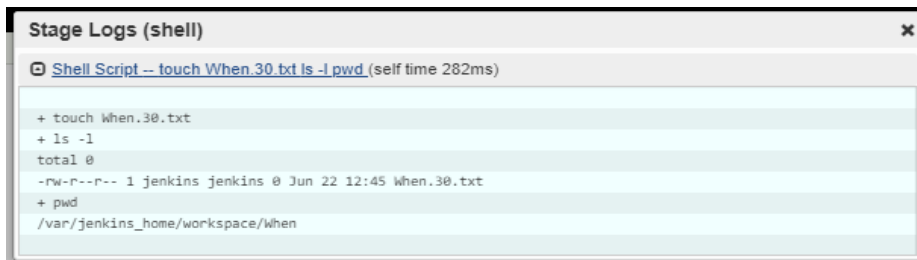 Stage Logs (shell)
Shell Script -- touch When.30.txt ls -l pwd (self time 282ms)
+ touch When.30.txt
+ ls -l
total 0
-rw-r--r-- 1 jenkins jenkins 0 Jun 22 12:45 When.30.txt
+ pwd
/var/jenkins_home/workspace/When